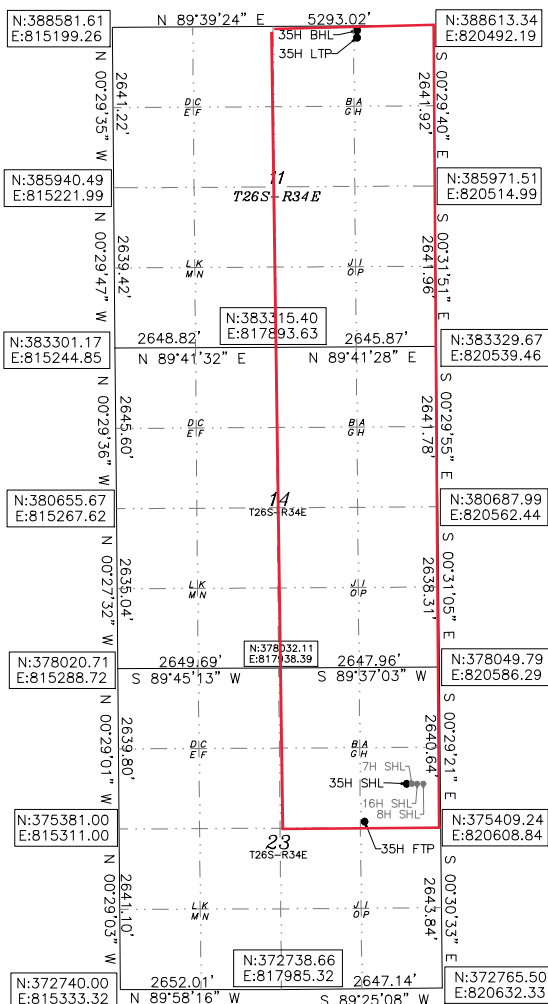 N:388581.61
E:815199.26
N 89°39'24" E 5293.02'
N:388613.34
E:820492.19
35H BHL
35H LTP
N 00°29'35" W
2641.22'
2641.92'
S 00°29'40" E
D C
E F
B A
G H
N:385940.49
E:815221.99
11
T26S-R34E
N:385971.51
E:820514.99
N 00°29'47" W
2639.42'
2641.96'
S 00°31'51" E
L K
M N
J I
O P
N:383315.40
E:817893.63
N:383301.17
E:815244.85
2648.82'
N 89°41'32" E
2645.87'
N 89°41'28" E
N:383329.67
E:820539.46
N 00°29'36" W
2645.60'
2641.78'
S 00°29'55" E
D C
E F
B A
G H
N:380655.67
E:815267.62
14
T26S-R34E
N:380687.99
E:820562.44
N 00°27'32" W
2635.04'
2638.31'
S 00°31'05" E
L K
M N
J I
O P
N:378032.11
E:817938.39
N:378020.71
E:815288.72
2649.69'
S 89°45'13" W
2647.96'
S 89°37'03" W
N:378049.79
E:820586.29
N 00°29'01" W
2639.80'
2640.64'
S 00°29'21" E
D C
E F
B A
G H
7H SHL
35H SHL
16H SHL
8H SHL
N:375381.00
E:815311.00
23
T26S-R34E
35H FTP
N:375409.24
E:820608.84
N 00°29'03" W
2641.10'
2643.84'
S 00°30'33" E
L K
M N
J I
O P
N:372738.66
E:817985.32
N:372740.00
E:815333.32
2652.01'
N 89°58'16" W
2647.14'
S 89°25'08" W
N:372765.50
E:820632.33